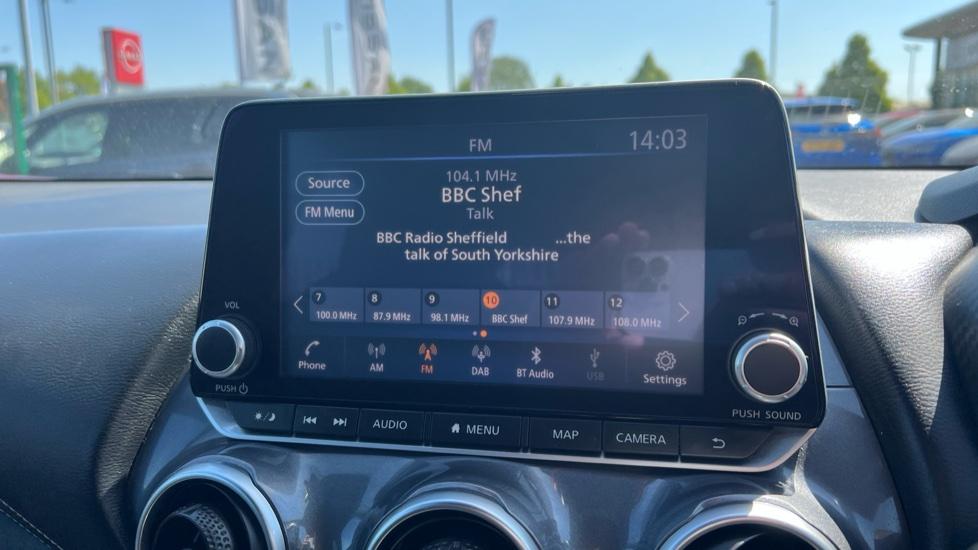 FM
14:03
Source
104.1 MHz
BBC Shef
FM Menu
Talk
BBC Radio Sheffield ...the
talk of South Yorkshire
7 8 9 10 11 12
100.0 MHz 87.9 MHz 98.1 MHz BBC Shef 107.9 MHz 108.0 MHz
Phone AM FM DAB BT Audio USB Settings
VOL
PUSH
PUSH SOUND
AUDIO MENU MAP CAMERA